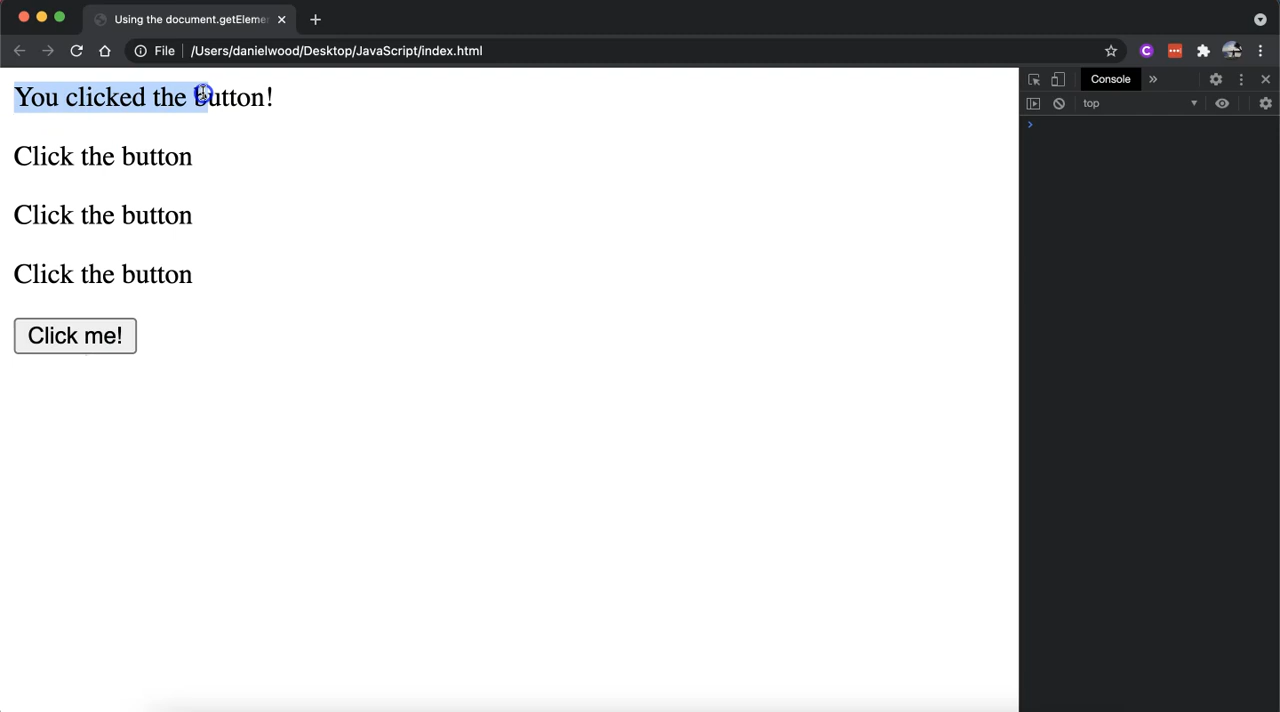 Using the document.getEleme
File
/Users/danielwood/Desktop/JavaScript/index.html
C
Console
top
You clicked the button!
Click the button
Click the button
Click the button
Click me!